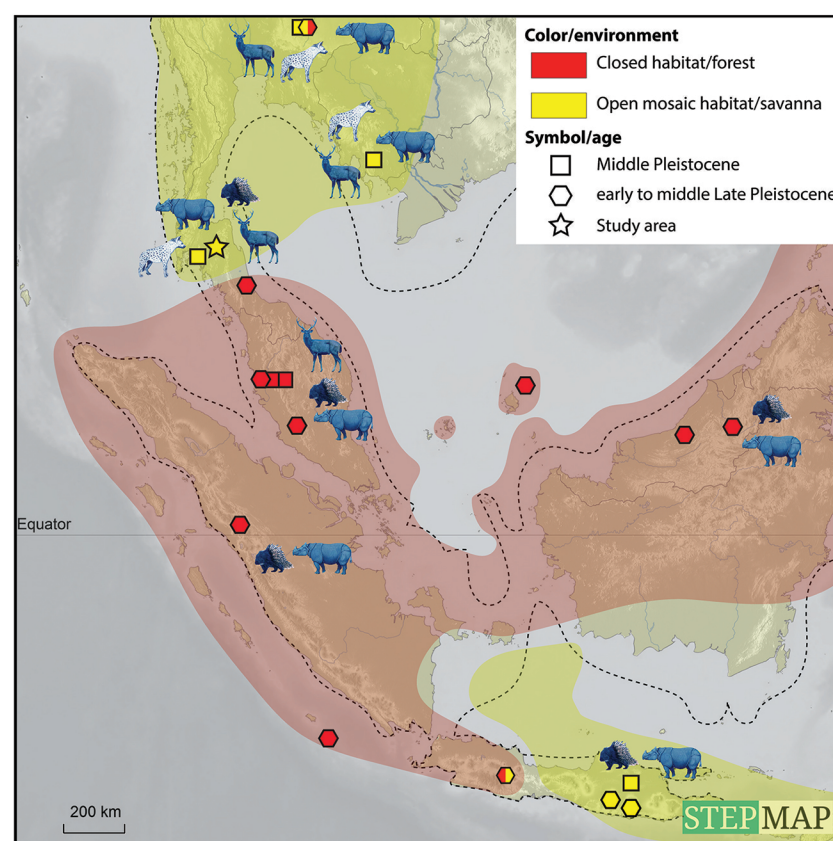 Color/environment
Closed habitat/forest
Open mosaic habitat/savanna
Symbol/age
Middle Pleistocene
early to middle Late Pleistocene
Study area
Equator
200 km
STEPMAP